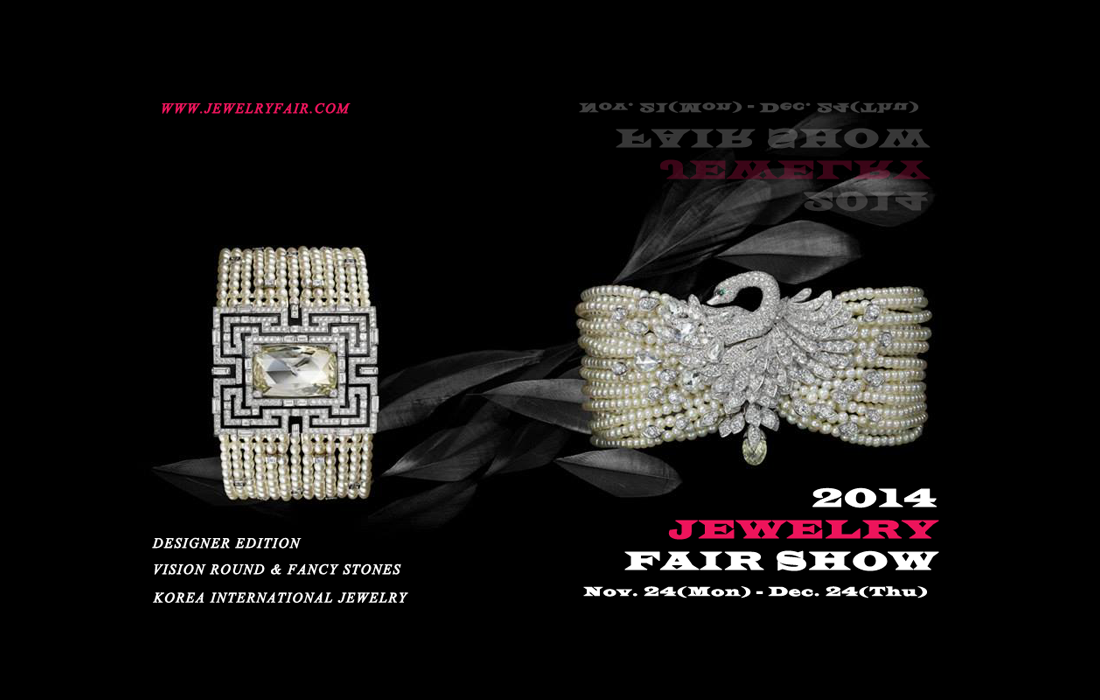 WWW.JEWELRYFAIR.COM
Nov. 21(Mon) - Dec. 24(Thu)
FAIR SHOW
JEWELRY
2014
2014
JEWELRY
FAIR SHOW
Nov. 24(Mon) - Dec. 24(Thu)
DESIGNER EDITION
VISION ROUND & FANCY STONES
KOREA INTERNATIONAL JEWELRY